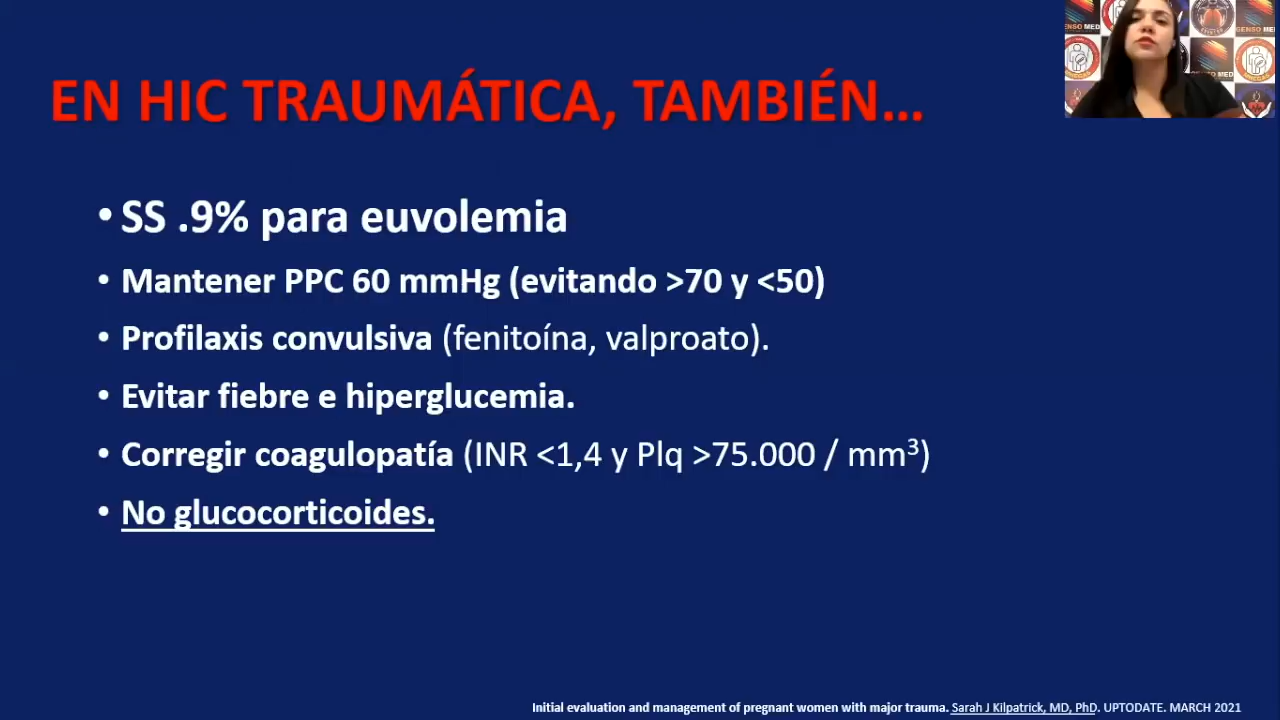 EN HIC TRAUMÁTICA, TAMBIÉN...
• SS .9% para euvolemia
• Mantener PPC 60 mmHg (evitando >70 y <50)
• Profilaxis convulsiva (fenitoína, valproato).
• Evitar fiebre e hiperglucemia.
• Corregir coagulopatía (INR <1,4 y Plq >75.000 / mm³)
• No glucocorticoides.
Initial evaluation and management of pregnant women with major trauma. Sarah J Kilpatrick, MD, PhD. UPTODATE. MARCH 2021